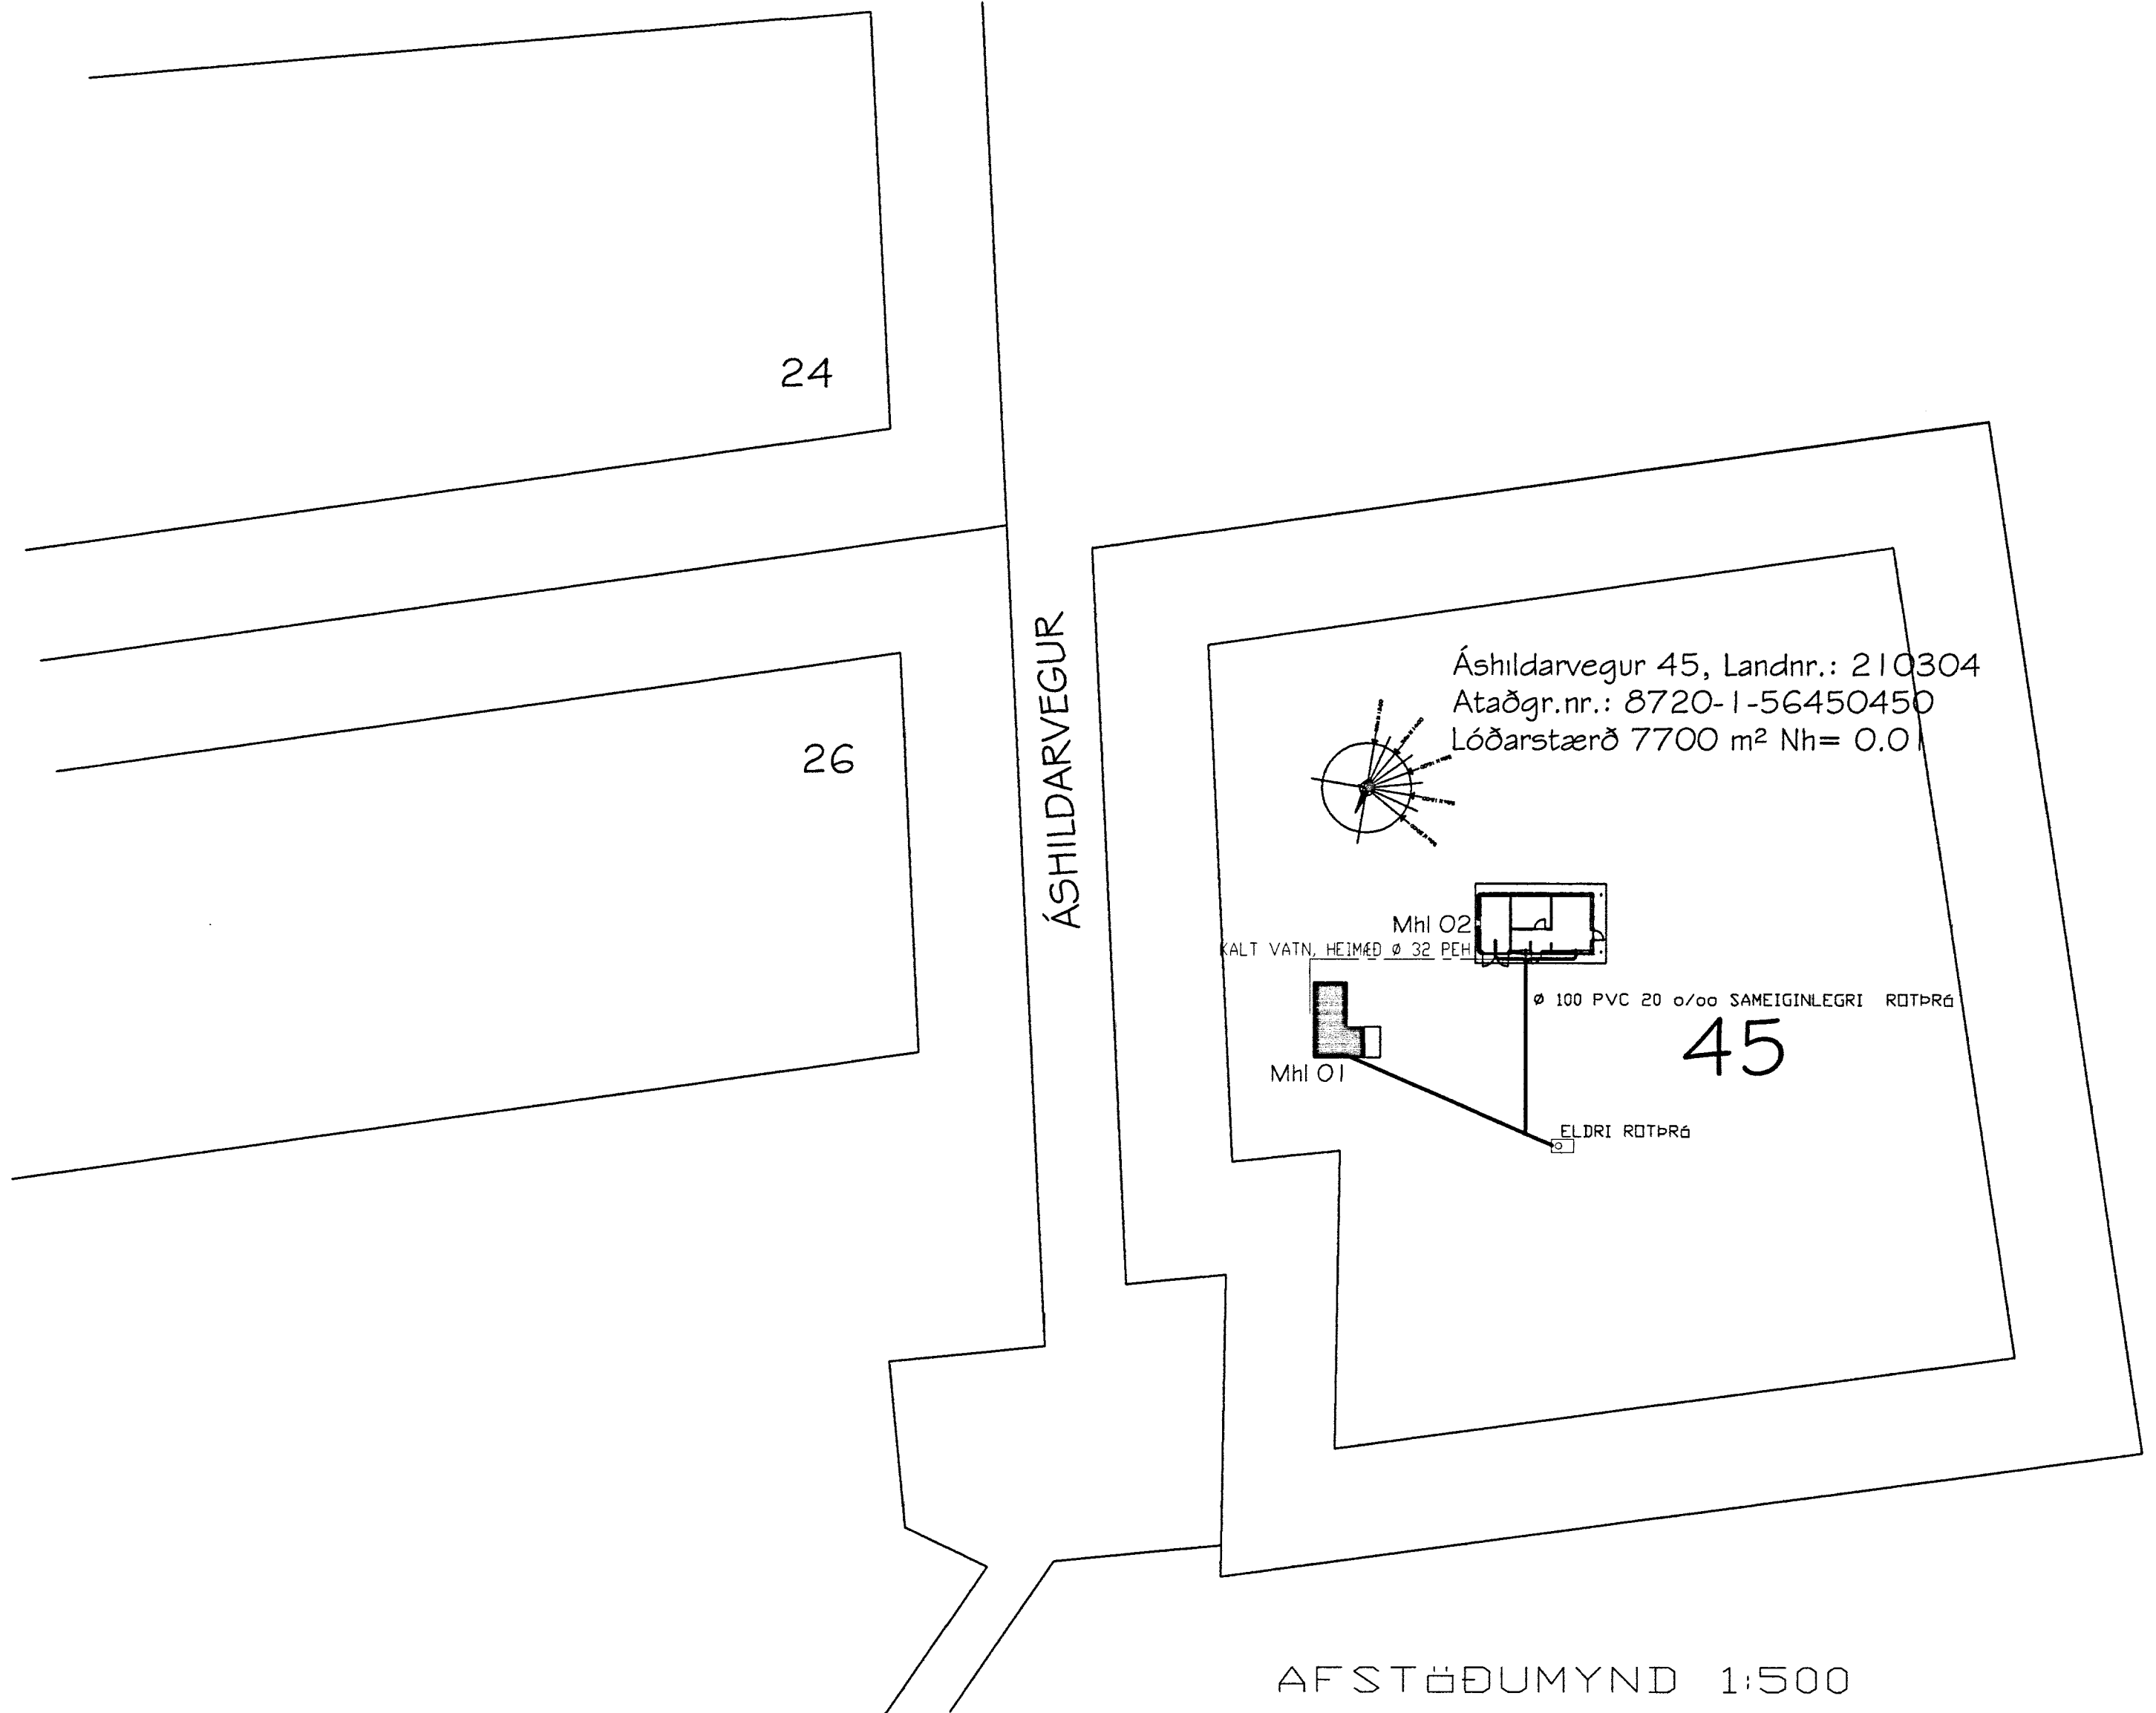 24
Áshildarvegur 45, Landnr.: 210304
Ataðgr.nr.: 8720-1-56450450
Lóðarstærð 7700 m² Nh= 0.0
26
ÁSHILDARVEGUR
Mhl 02
KALT VATN, HEIMÆÐ Ø 32 PEH
Ø 100 PVC 20 o/oo SAMEIGINLEGRI ROTÞRó
45
Mhl 01
ELDRI ROTÞRó
AFSTÖÐUMYND 1:500